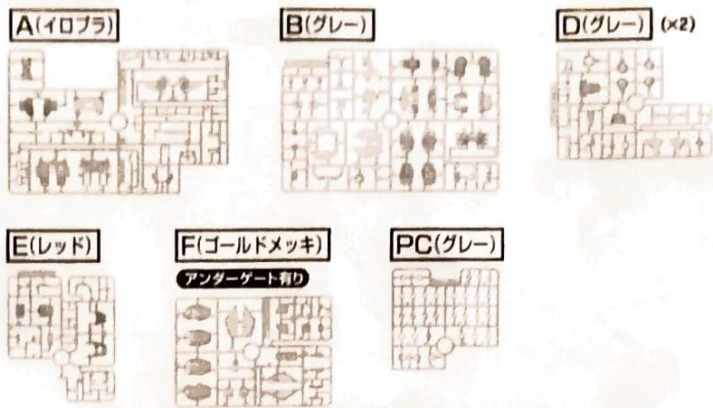 A(イロプラ)
B(グレー)
D(グレー) (×2)
E(レッド)
F(ゴールドメッキ)
アンダーゲート有り
PC(グレー)